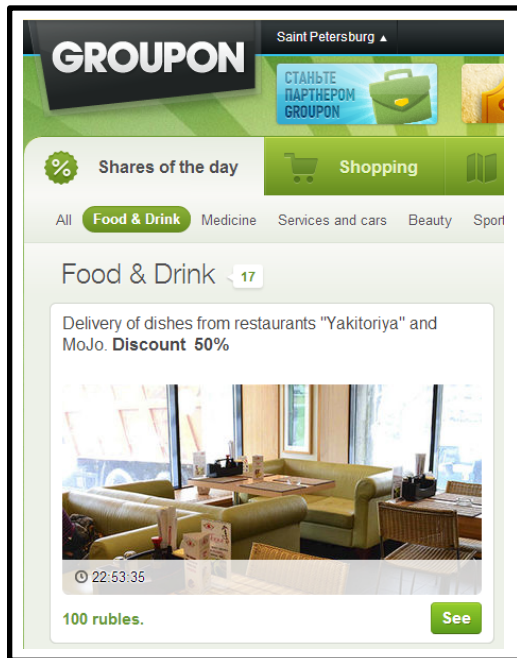 GROUPON
Saint Petersburg ▲
СТАНЬТЕ
ПАРТНЕРОМ
GROUPON
% Shares of the day
Shopping
All Food & Drink Medicine Services and cars Beauty Sport
Food & Drink 17
Delivery of dishes from restaurants "Yakitoriya" and
MoJo. Discount 50%
22:53:35
100 rubles.
See